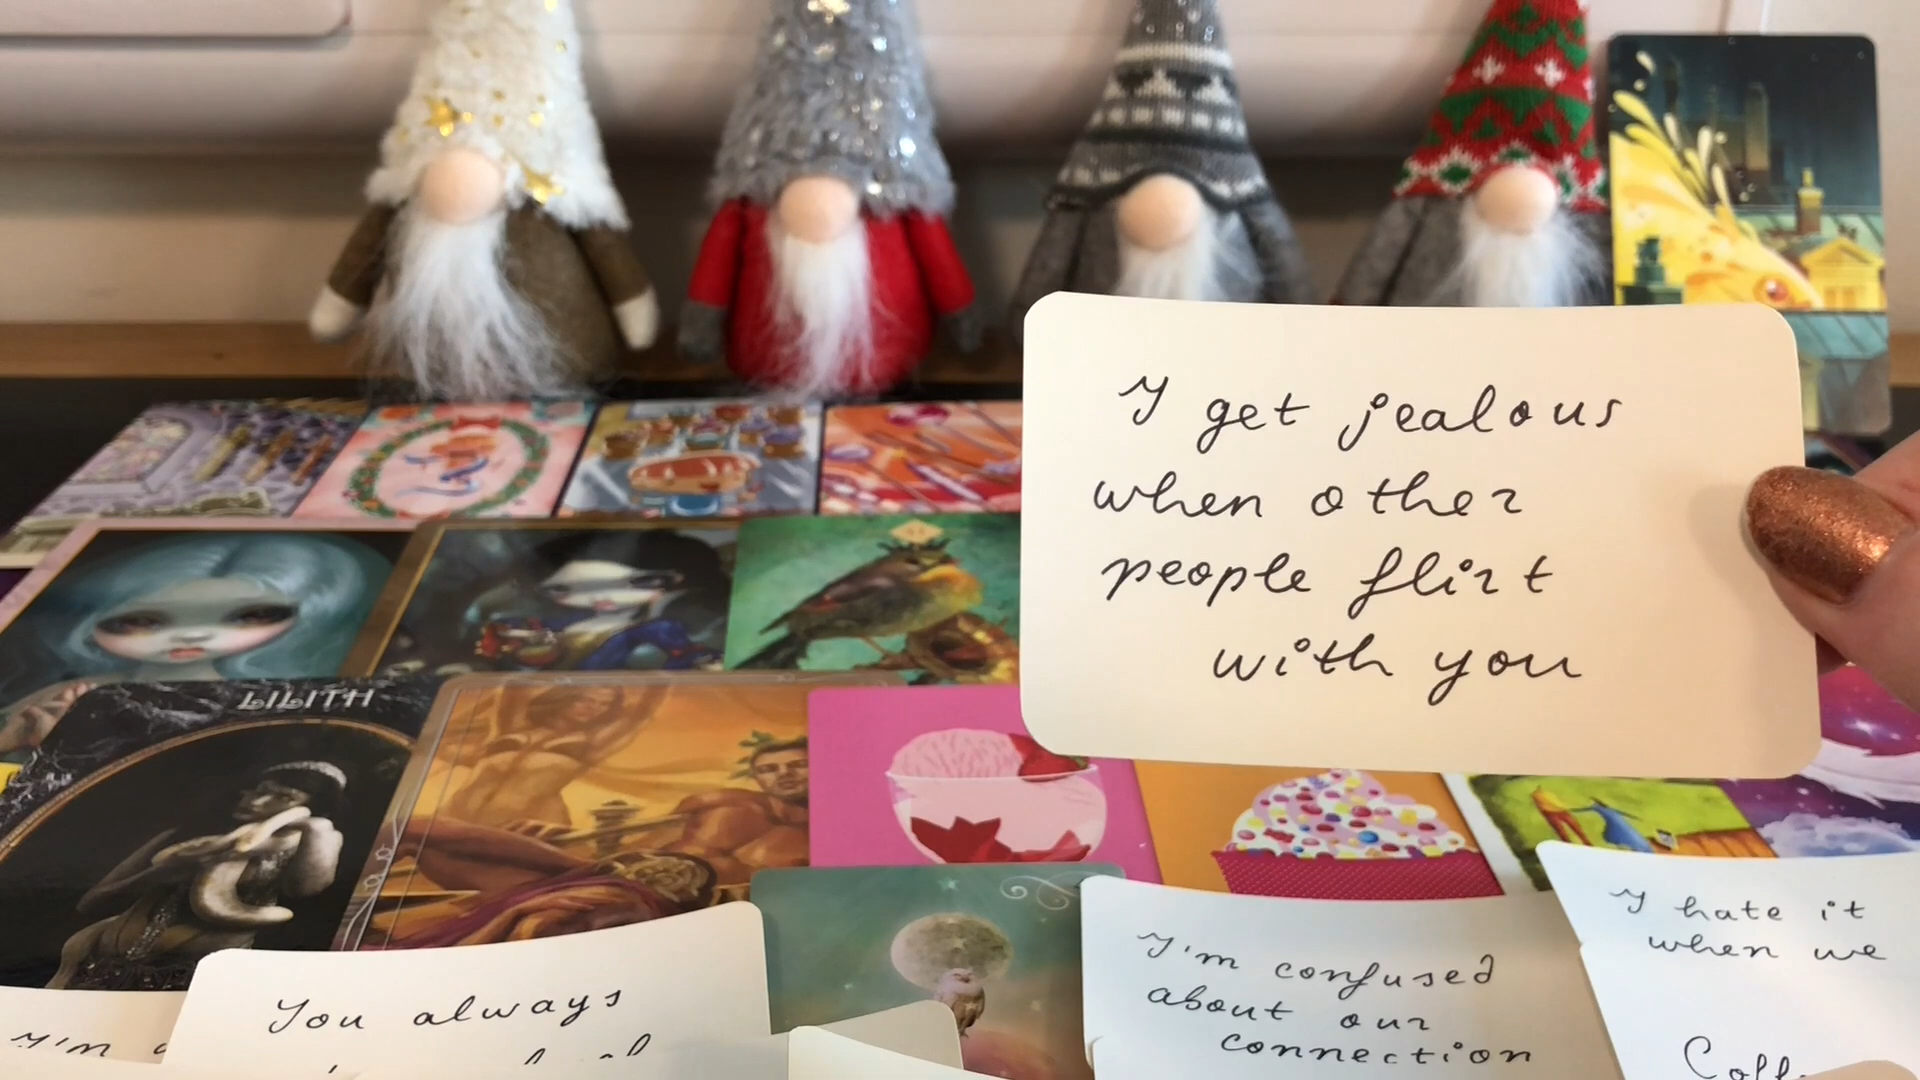 I get jealous
when other
people flirt
with you
LILITH
I'm
You always
I'm confused
about our
connection
I hate it
when we